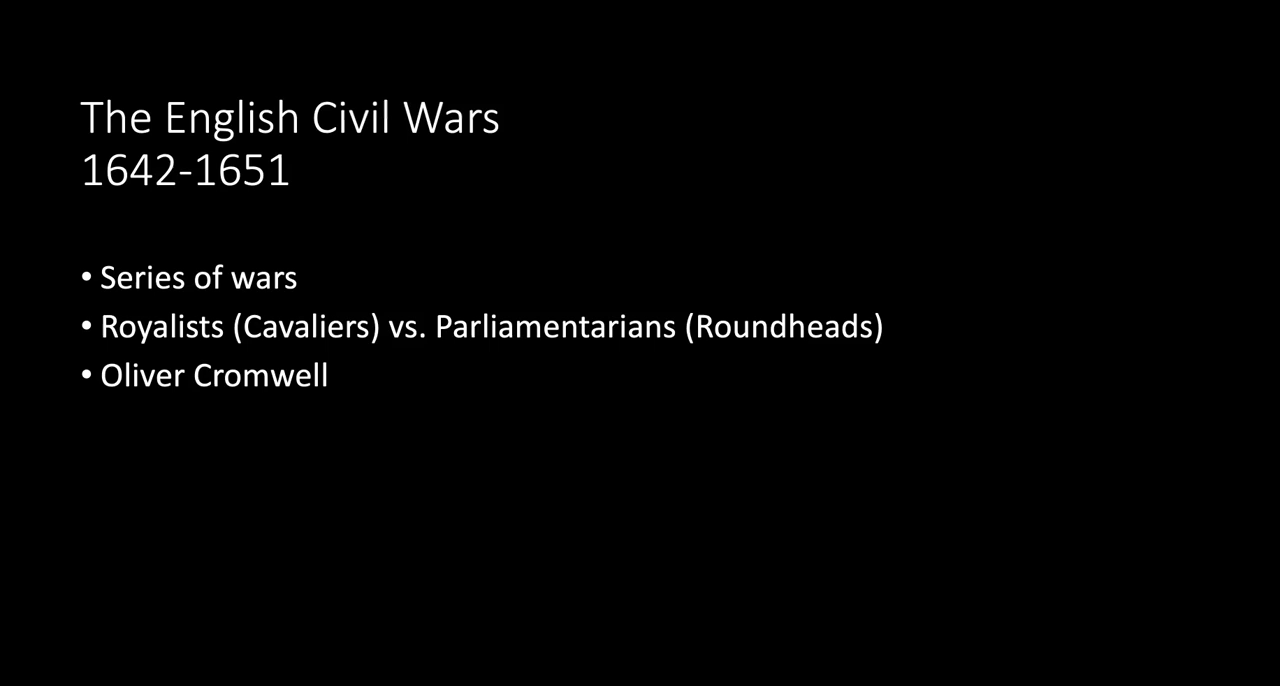 The English Civil Wars
1642-1651
• Series of wars
• Royalists (Cavaliers) vs. Parliamentarians (Roundheads)
• Oliver Cromwell